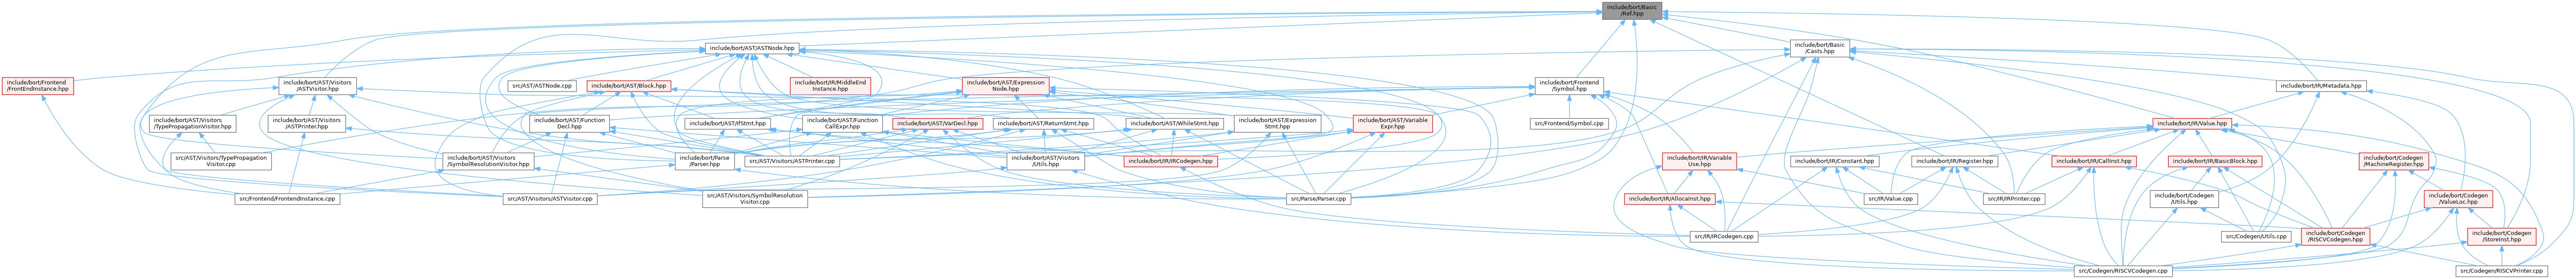 include/bort/Basic
/Ref.hpp
include/bort/AST/ASTNode.hpp
include/bort/Basic
/Casts.hpp
include/bort/Frontend
/FrontEndInstance.hpp
include/bort/AST/Visitors
/ASTVisitor.hpp
src/AST/ASTNode.cpp
include/bort/AST/Block.hpp
include/bort/IR/MiddleEnd
Instance.hpp
include/bort/AST/Expression
Node.hpp
include/bort/Frontend
/Symbol.hpp
include/bort/IR/Metadata.hpp
include/bort/AST/Visitors
/TypePropagationVisitor.hpp
include/bort/AST/Visitors
/ASTPrinter.hpp
include/bort/AST/Function
Decl.hpp
include/bort/AST/IfStmt.hpp
include/bort/AST/Function
CallExpr.hpp
include/bort/AST/VarDecl.hpp
include/bort/AST/ReturnStmt.hpp
include/bort/AST/WhileStmt.hpp
include/bort/AST/Expression
Stmt.hpp
include/bort/AST/Variable
Expr.hpp
src/Frontend/Symbol.cpp
include/bort/IR/Value.hpp
src/AST/Visitors/TypePropagation
Visitor.cpp
include/bort/AST/Visitors
/SymbolResolutionVisitor.hpp
include/bort/Parse
/Parser.hpp
src/AST/Visitors/ASTPrinter.cpp
include/bort/AST/Visitors
/Utils.hpp
include/bort/IR/IRCodegen.hpp
include/bort/IR/Variable
Use.hpp
include/bort/IR/Constant.hpp
include/bort/IR/Register.hpp
include/bort/IR/CallInst.hpp
include/bort/IR/BasicBlock.hpp
include/bort/Codegen
/MachineRegister.hpp
src/Frontend/FrontendInstance.cpp
src/AST/Visitors/ASTVisitor.cpp
src/AST/Visitors/SymbolResolution
Visitor.cpp
src/Parse/Parser.cpp
include/bort/IR/AllocaInst.hpp
src/IR/Value.cpp
src/IR/IRPrinter.cpp
include/bort/Codegen
/Utils.hpp
include/bort/Codegen
/ValueLoc.hpp
src/IR/IRCodegen.cpp
src/Codegen/Utils.cpp
include/bort/Codegen
/RISCVCodegen.hpp
include/bort/Codegen
/StoreInst.hpp
src/Codegen/RISCVCodegen.cpp
src/Codegen/RISCVPrinter.cpp